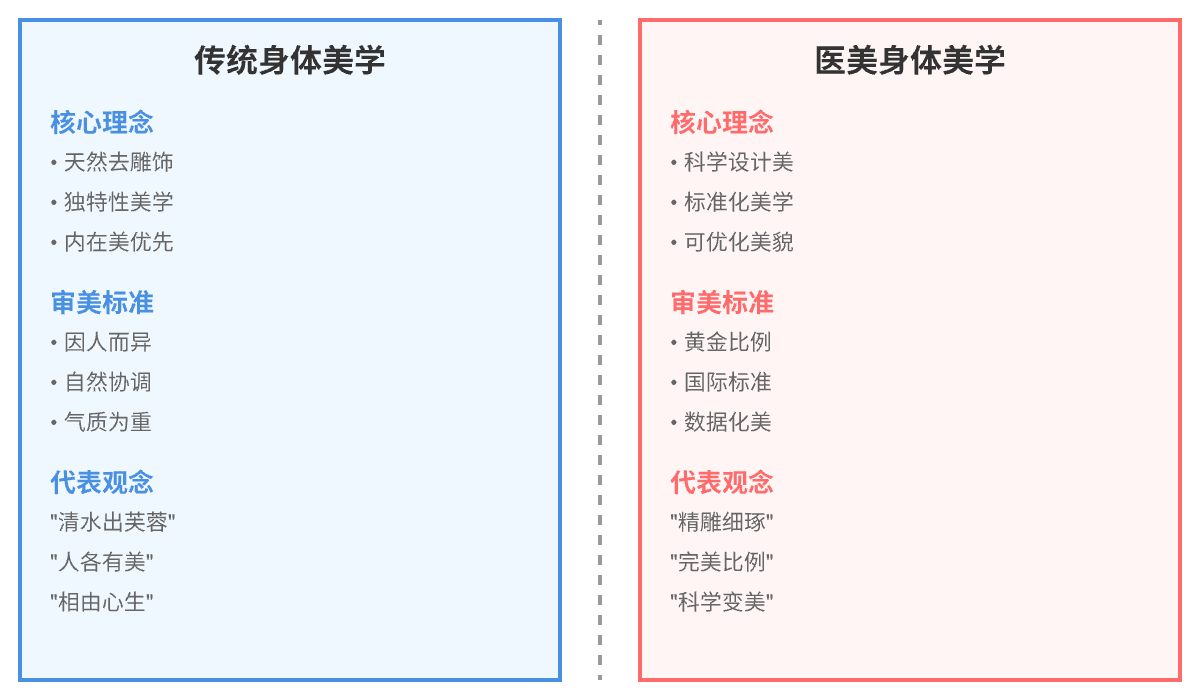 传统身体美学
核心理念
• 天然去雕饰
• 独特性美学
• 内在美优先
审美标准
• 因人而异
• 自然协调
• 气质为重
代表观念
"清水出芙蓉"
"人各有美"
"相由心生"
医美身体美学
核心理念
• 科学设计美
• 标准化美学
• 可优化美貌
审美标准
• 黄金比例
• 国际标准
• 数据化美
代表观念
"精雕细琢"
"完美比例"
"科学变美"